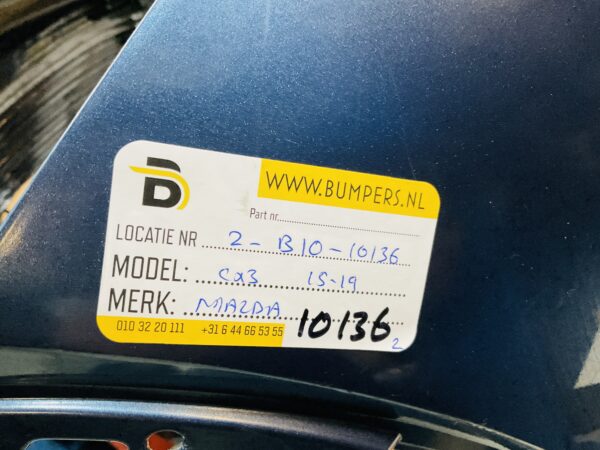 WWW.BUMPERS.NL
Part nr.
LOCATIE NR 2 - B10 - 10136
MODEL: cx3 15-19
MERK: MAZDA
010 32 20 111 +31 6 44 66 53 55 10136
2